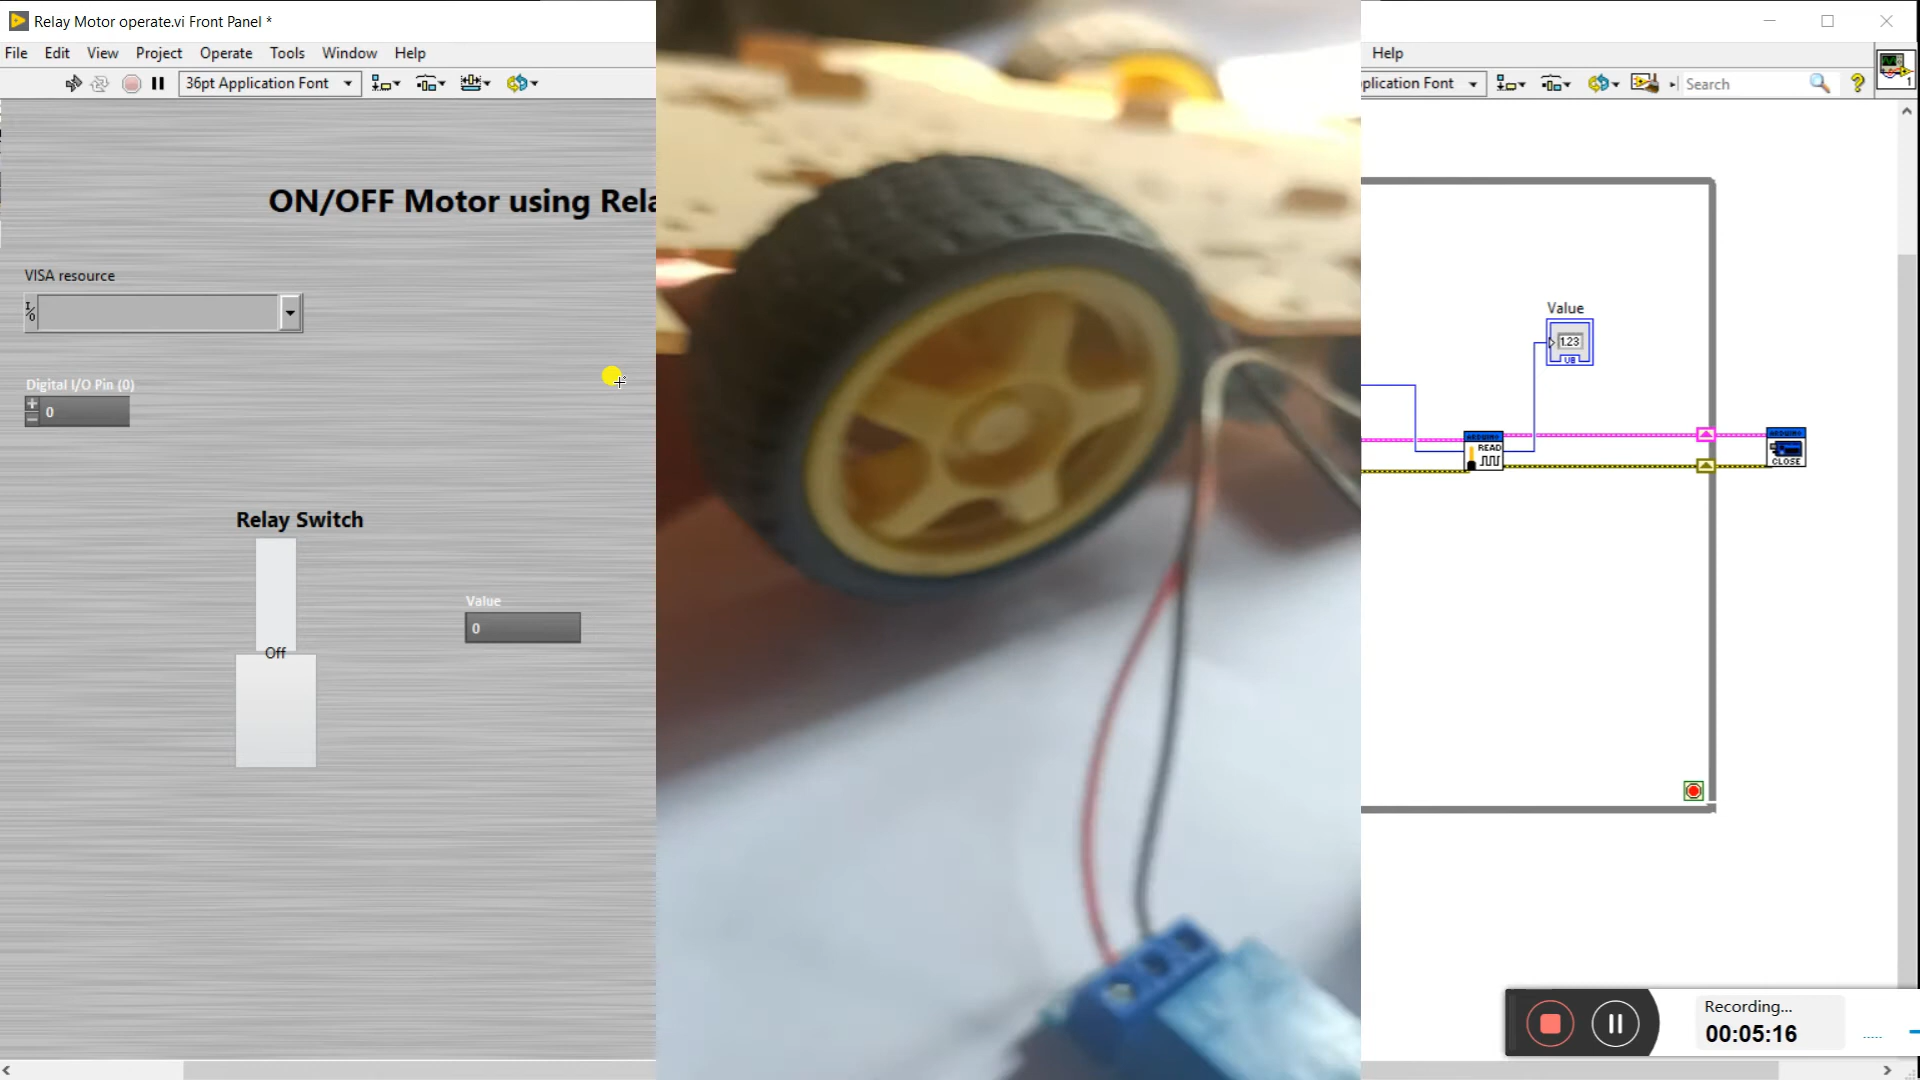 Relay Motor operate.vi Front Panel *
File Edit View Project Operate Tools Window Help
36pt Application Font
ON/OFF Motor using Rela
VISA resource
I/O
Digital I/O Pin (0)
0
Relay Switch
Off
Value
0
Help
plication Font
Search
?
1
Value
1.23
U8
READ
CLOSE
Recording...
00:05:16